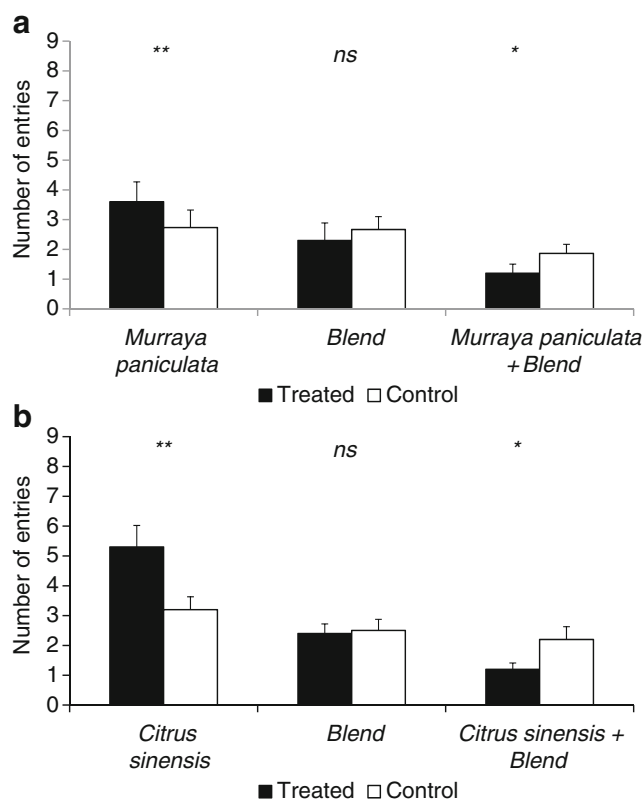 a
Number of entries
9
8
7
6
5
4
3
2
1
0
** ns *
Murraya paniculata
Blend
Murraya paniculata + Blend
■ Treated □ Control
b
Number of entries
9
8
7
6
5
4
3
2
1
0
** ns *
Citrus sinensis
Blend
Citrus sinensis + Blend
■ Treated □ Control